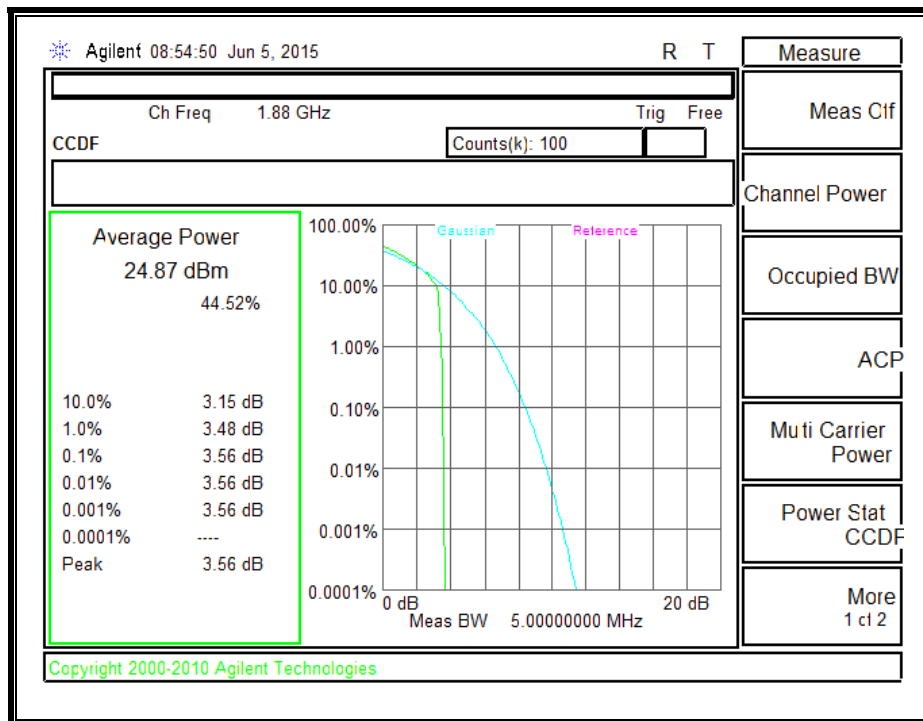 Agilent 08:54:50 Jun 5, 2015 R T
Ch Freq 1.88 GHz Trig Free
CCDF Counts(k): 100
Average Power
24.87 dBm
44.52%
10.0% 3.15 dB
1.0% 3.48 dB
0.1% 3.56 dB
0.01% 3.56 dB
0.001% 3.56 dB
0.0001% ----
Peak 3.56 dB
Gaussian Reference
100.00%
10.00%
1.00%
0.10%
0.01%
0.001%
0.0001%
0 dB 20 dB
Meas BW 5.00000000 MHz
Measure
Meas Off
Channel Power
Occupied BW
ACP
Multi Carrier
Power
Power Stat
CCDF
More
1 of 2
Copyright 2000-2010 Agilent Technologies